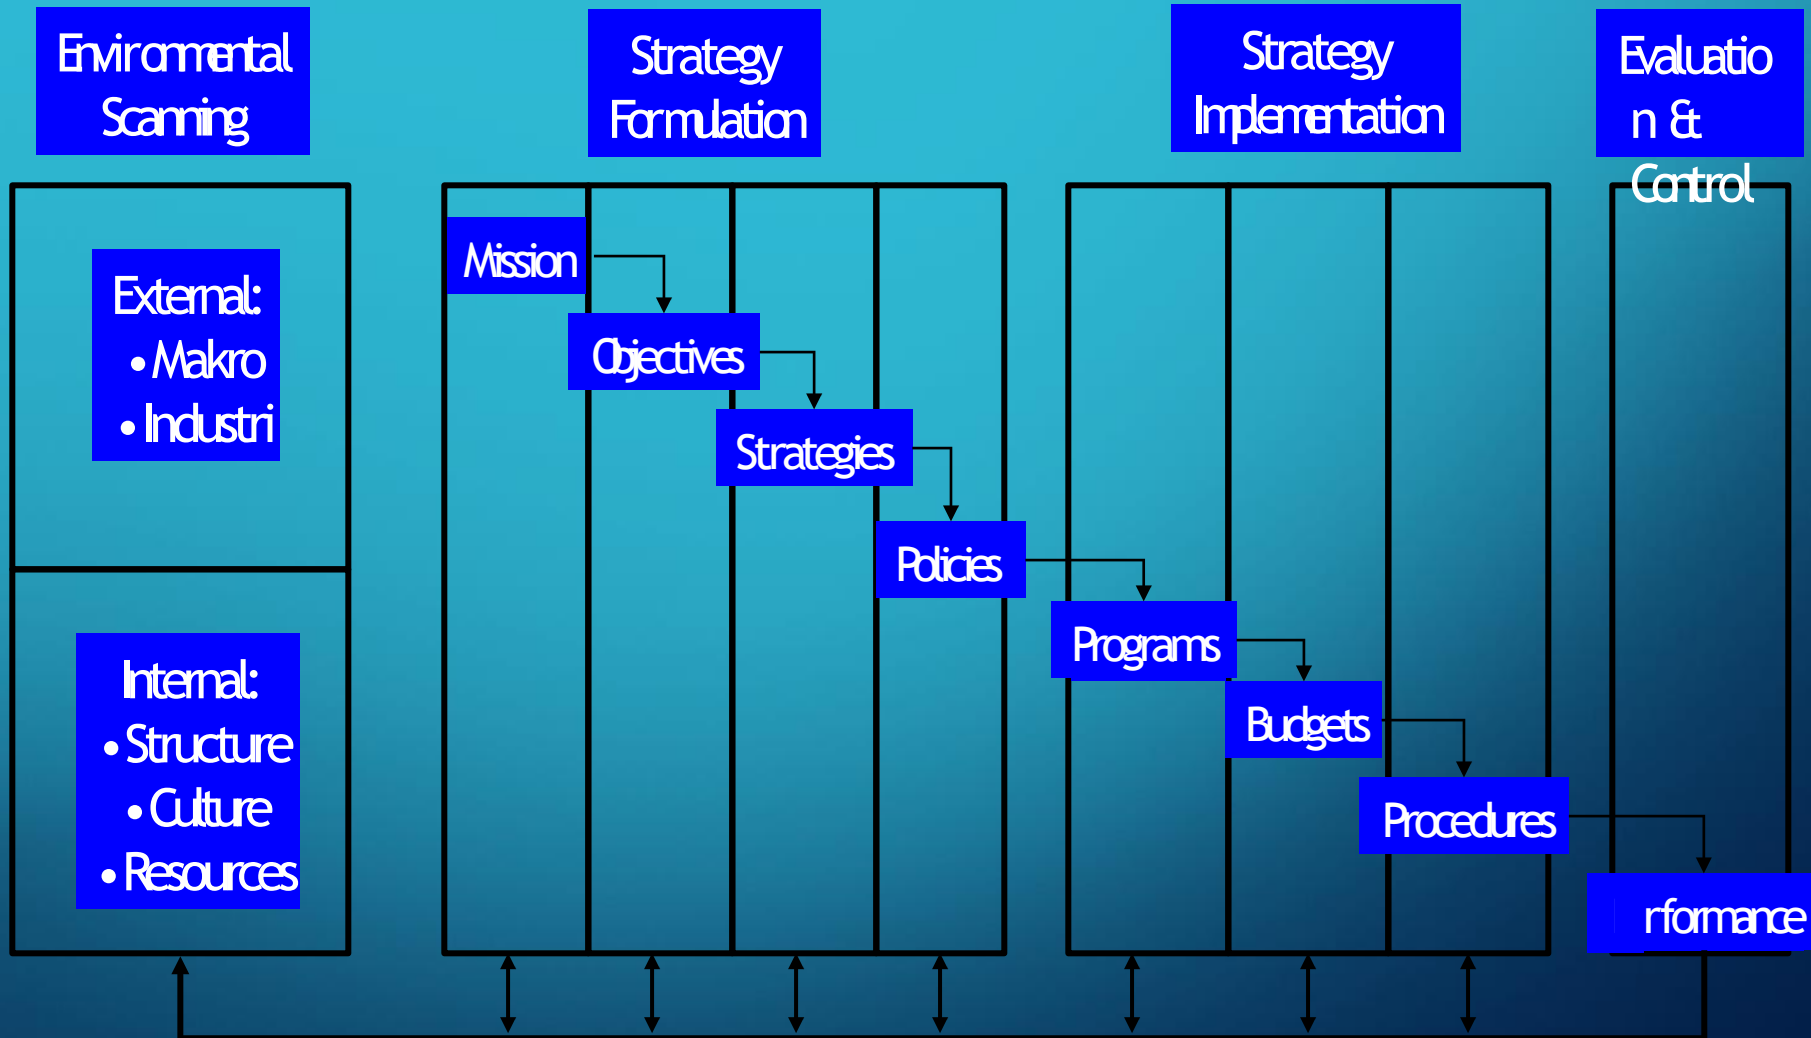 Environmental
Scanning
Strategy
Formulation
Strategy
Implementation
Evaluatio
n &
Control
External:
• Makro
• Industri
Internal:
• Structure
• Culture
• Resources
Mission
Objectives
Strategies
Policies
Programs
Budgets
Procedures
rformance